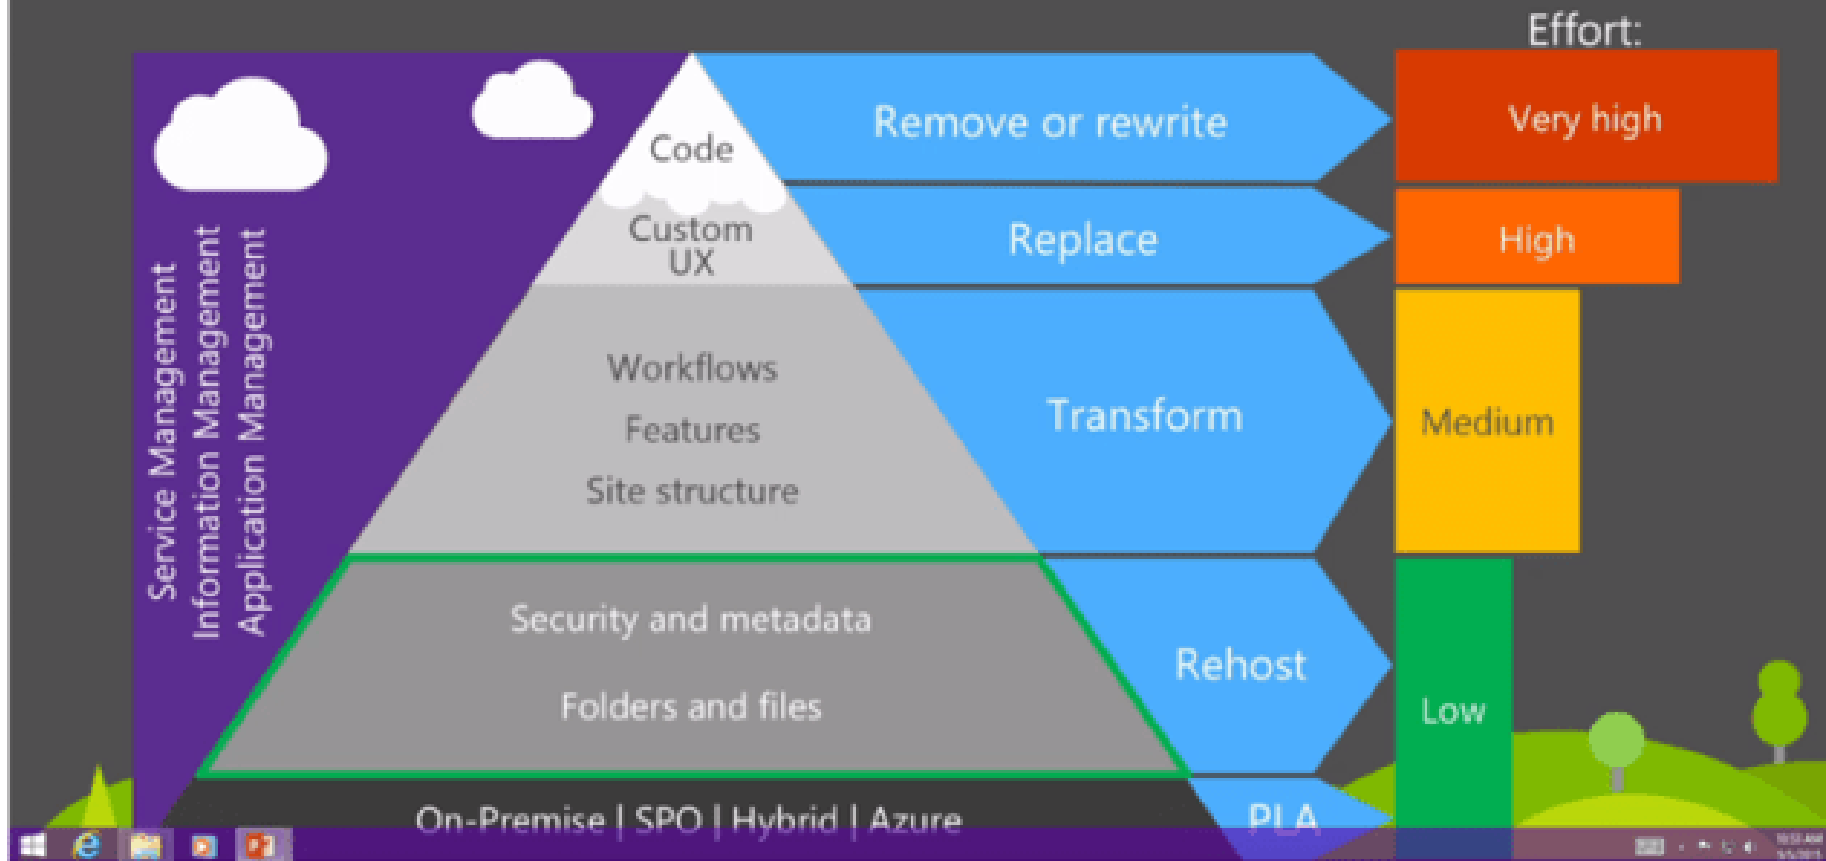 Effort:
Code
Remove or rewrite
Very high
Custom
UX
Replace
High
Workflows
Features
Site structure
Transform
Medium
Service Management
Information Management
Application Management
Security and metadata
Folders and files
Rehost
Low
On-Premise | SPO | Hybrid | Azure
PLA